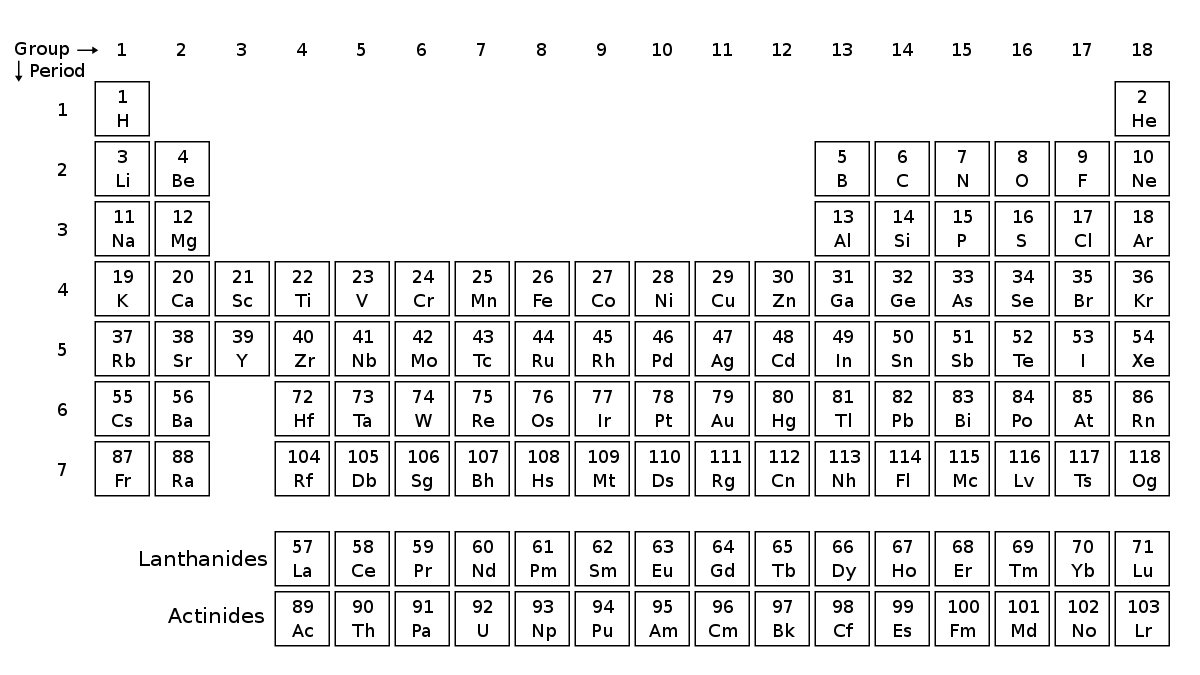 Group → 1 2 3 4 5 6 7 8 9 10 11 12 13 14 15 16 17 18
↓ Period
1
1 2
H He
2
3 4 5 6 7 8 9 10
Li Be B C N O F Ne
3
11 12 13 14 15 16 17 18
Na Mg Al Si P S Cl Ar
4
19 20 21 22 23 24 25 26 27 28 29 30 31 32 33 34 35 36
K Ca Sc Ti V Cr Mn Fe Co Ni Cu Zn Ga Ge As Se Br Kr
5
37 38 39 40 41 42 43 44 45 46 47 48 49 50 51 52 53 54
Rb Sr Y Zr Nb Mo Tc Ru Rh Pd Ag Cd In Sn Sb Te I Xe
6
55 56 72 73 74 75 76 77 78 79 80 81 82 83 84 85 86
Cs Ba Hf Ta W Re Os Ir Pt Au Hg Tl Pb Bi Po At Rn
7
87 88 104 105 106 107 108 109 110 111 112 113 114 115 116 117 118
Fr Ra Rf Db Sg Bh Hs Mt Ds Rg Cn Nh Fl Mc Lv Ts Og
Lanthanides
57 58 59 60 61 62 63 64 65 66 67 68 69 70 71
La Ce Pr Nd Pm Sm Eu Gd Tb Dy Ho Er Tm Yb Lu
Actinides
89 90 91 92 93 94 95 96 97 98 99 100 101 102 103
Ac Th Pa U Np Pu Am Cm Bk Cf Es Fm Md No Lr